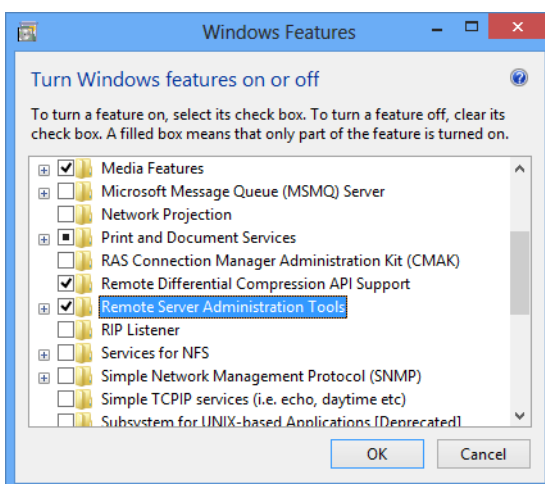 Windows Features
Turn Windows features on or off
To turn a feature on, select its check box. To turn a feature off, clear its
check box. A filled box means that only part of the feature is turned on.
Media Features
Microsoft Message Queue (MSMQ) Server
Network Projection
Print and Document Services
RAS Connection Manager Administration Kit (CMAK)
Remote Differential Compression API Support
Remote Server Administration Tools
RIP Listener
Services for NFS
Simple Network Management Protocol (SNMP)
Simple TCPIP services (i.e. echo, daytime etc)
Subsystem for UNIX-based Applications [Deprecated]
OK
Cancel